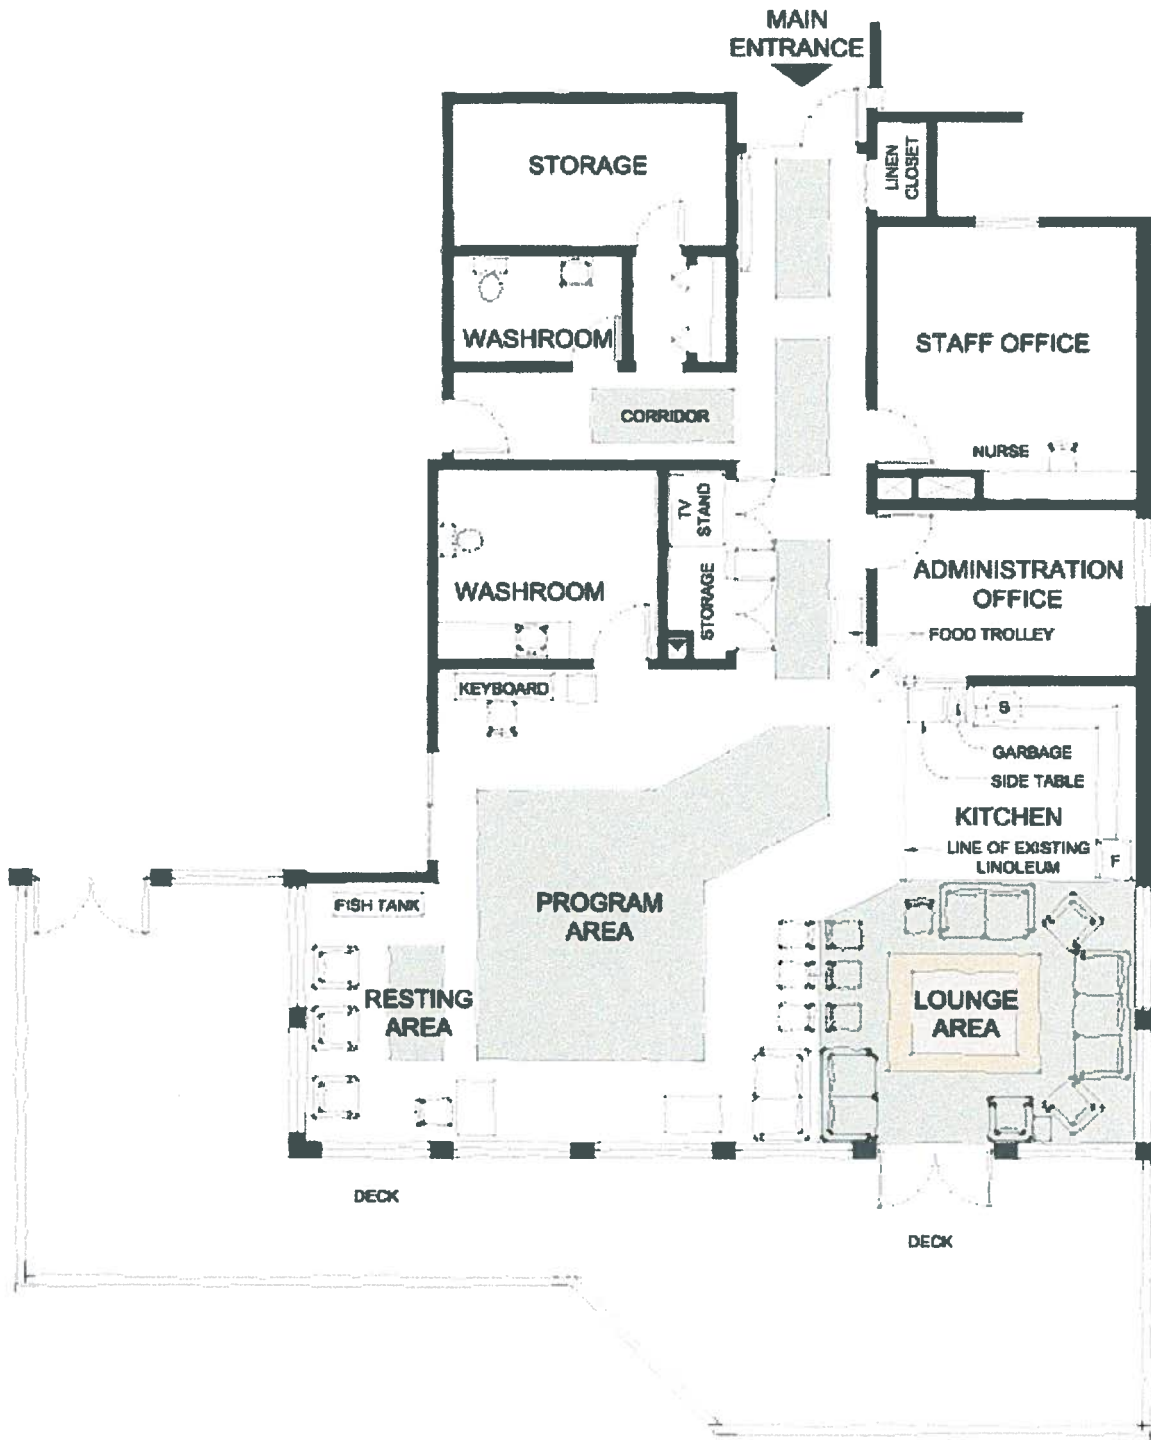 MAIN
ENTRANCE
STORAGE
LINEN
CLOSET
WASHROOM
STAFF OFFICE
CORRIDOR
NURSE
TV
STAND
WASHROOM
STORAGE
ADMINISTRATION
OFFICE
FOOD TROLLEY
KEYBOARD
S
GARBAGE
SIDE TABLE
KITCHEN
LINE OF EXISTING
LINOLEUM
F
FISH TANK
PROGRAM
AREA
RESTING
AREA
LOUNGE
AREA
DECK
DECK